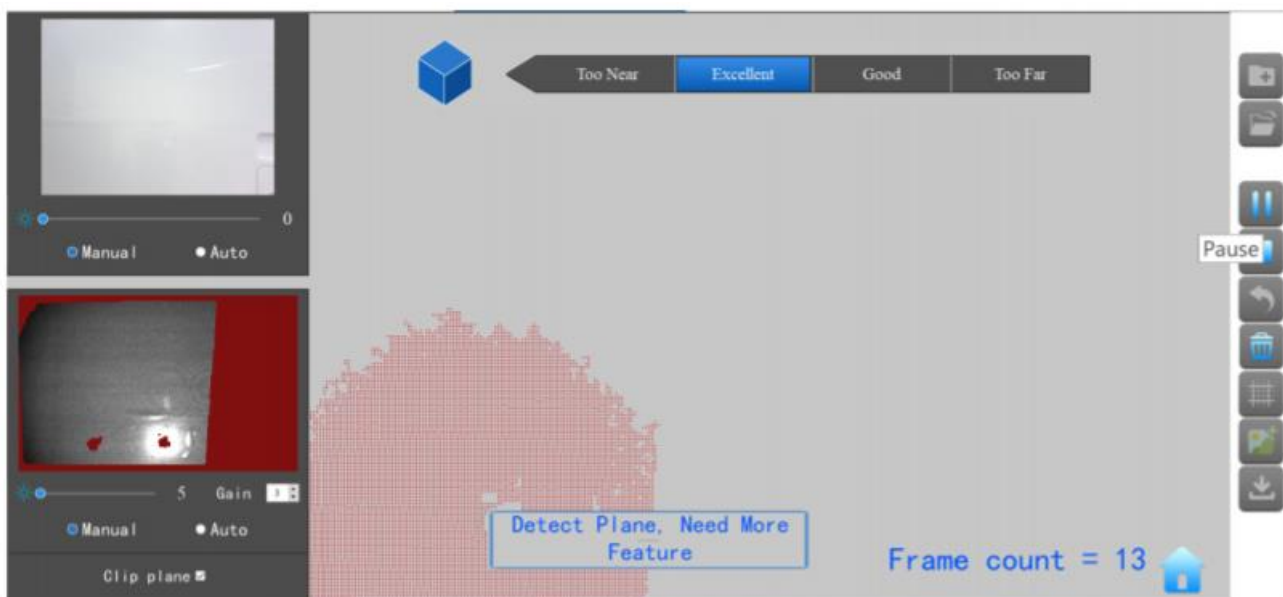 Too Near Excellent Good Too Far
0
Manual Auto
Pause
5 Gain 3
Manual Auto
Clip plane
Detect Plane, Need More
Feature
Frame count = 13